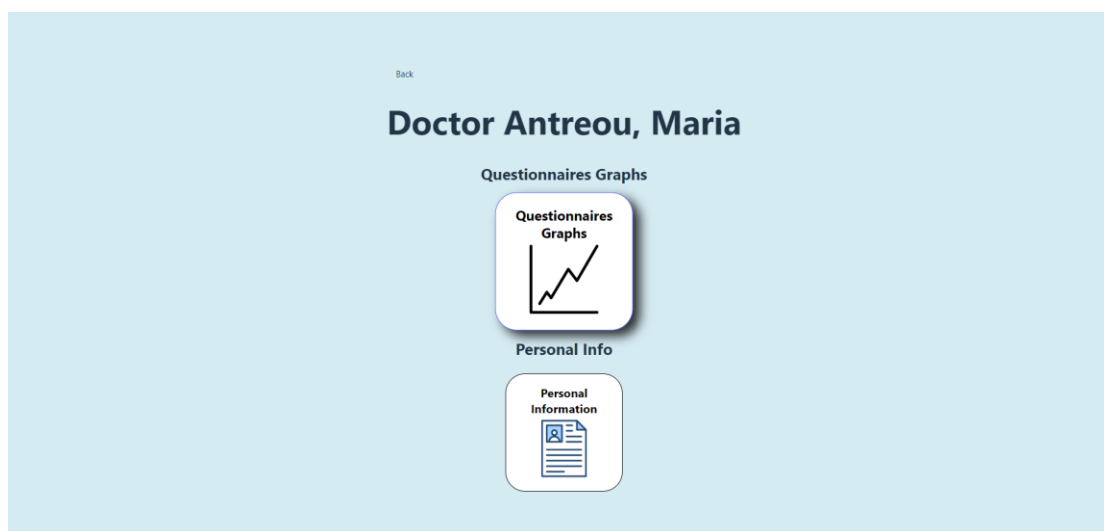 Back
Doctor Antreou, Maria
Questionnaires Graphs
Questionnaires
Graphs
Personal Info
Personal
Information